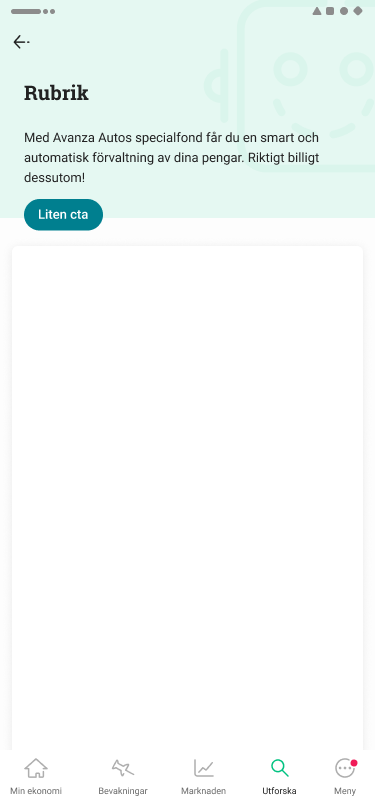 Rubrik
Med Avanza Autos specialfond får du en smart och
automatisk förvaltning av dina pengar. Riktigt billigt
dessutom!
Liten cta
Min ekonomi
Bevakningar
Marknaden
Utforska
Meny